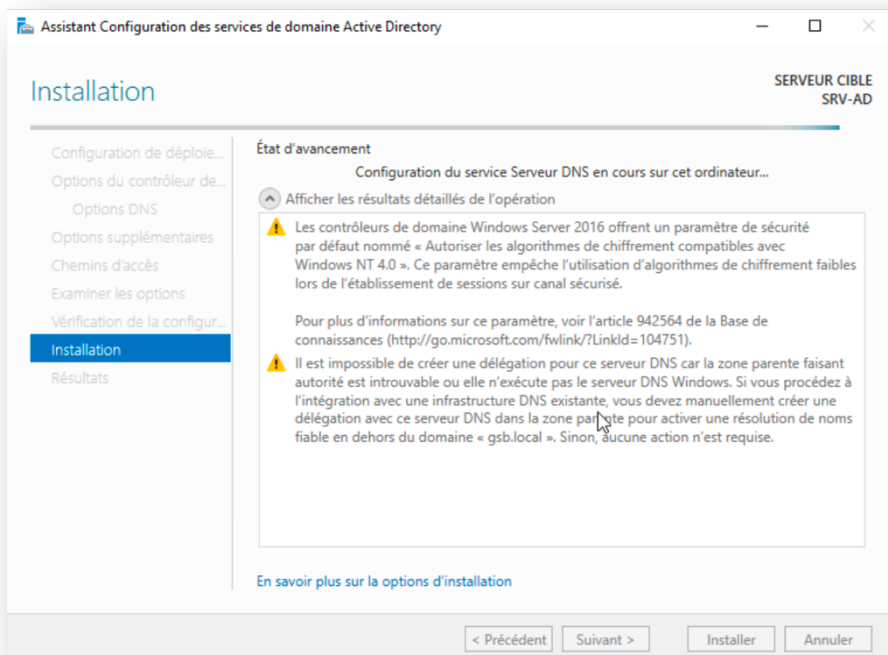 Assistant Configuration des services de domaine Active Directory
Installation
SERVEUR CIBLE
SRV-AD
Configuration de déploie...
Options du contrôleur de...
Options DNS
Options supplémentaires
Chemins d'accès
Examiner les options
Vérification de la configur...
Installation
Résultats
État d'avancement
Configuration du service Serveur DNS en cours sur cet ordinateur...
Afficher les résultats détaillés de l'opération
Les contrôleurs de domaine Windows Server 2016 offrent un paramètre de sécurité
par défaut nommé « Autoriser les algorithmes de chiffrement compatibles avec
Windows NT 4.0 ». Ce paramètre empêche l'utilisation d'algorithmes de chiffrement faibles
lors de l'établissement de sessions sur canal sécurisé.
Pour plus d'informations sur ce paramètre, voir l'article 942564 de la Base de
connaissances (http://go.microsoft.com/fwlink/?LinkId=104751).
Il est impossible de créer une délégation pour ce serveur DNS car la zone parente faisant
autorité est introuvable ou elle n'exécute pas le serveur DNS Windows. Si vous procédez à
l'intégration avec une infrastructure DNS existante, vous devez manuellement créer une
délégation avec ce serveur DNS dans la zone parente pour activer une résolution de noms
fiable en dehors du domaine « gsb.local ». Sinon, aucune action n'est requise.
En savoir plus sur la options d'installation
< Précédent
Suivant >
Installer
Annuler